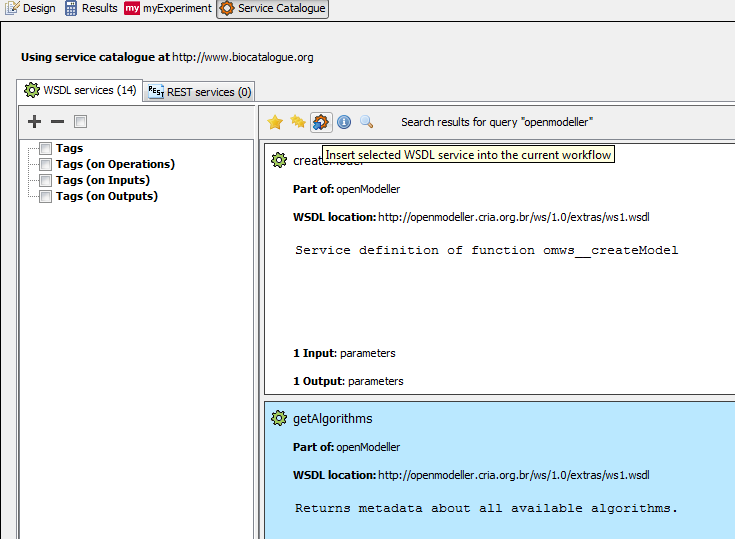 Design Results my myExperiment Service Catalogue
Using service catalogue at http://www.biocatalogue.org
WSDL services (14) REST REST services (0)
Search results for query "openmodeller"
Insert selected WSDL service into the current workflow
Tags
Tags (on Operations)
Tags (on Inputs)
Tags (on Outputs)
createModel
Part of: openModeller
WSDL location: http://openmodeller.cria.org.br/ws/1.0/extras/ws1.wsdl
Service definition of function omws__createModel
1 Input: parameters
1 Output: parameters
getAlgorithms
Part of: openModeller
WSDL location: http://openmodeller.cria.org.br/ws/1.0/extras/ws1.wsdl
Returns metadata about all available algorithms.